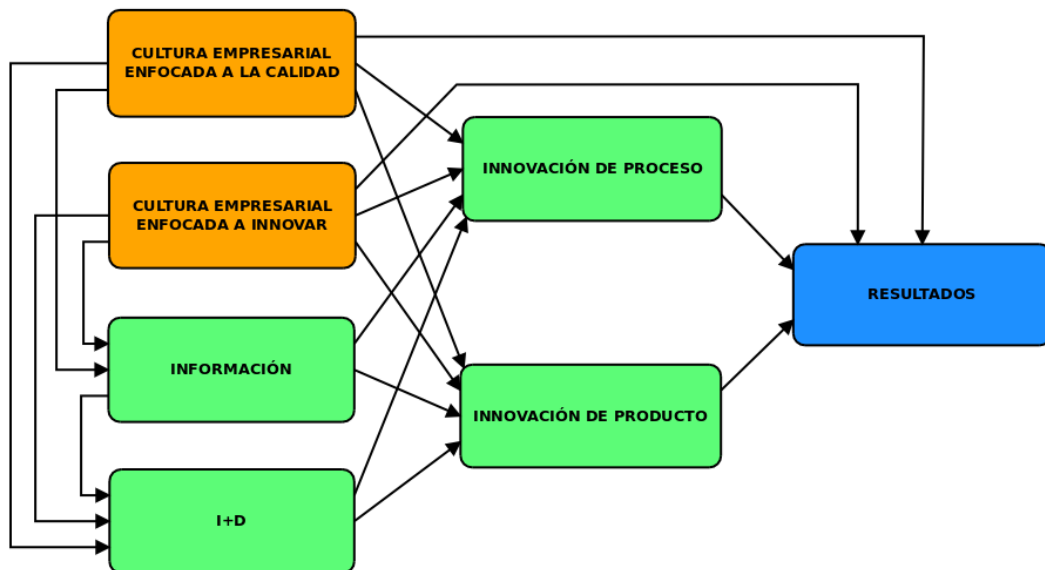 CULTURA EMPRESARIAL
ENFOCADA A LA CALIDAD
CULTURA EMPRESARIAL
ENFOCADA A INNOVAR
INFORMACIÓN
I+D
INNOVACIÓN DE PROCESO
INNOVACIÓN DE PRODUCTO
RESULTADOS